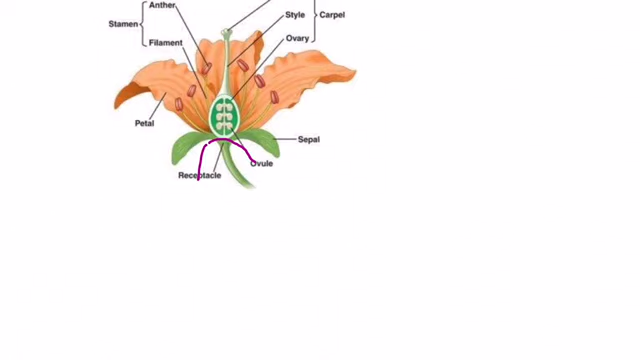 Anther
Stamen
Style
Carpel
Filament
Ovary
Petal
Sepal
Ovule
Receptacle